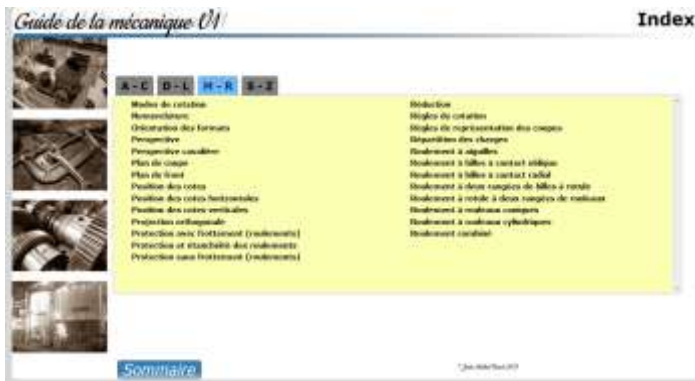 Guide de la mécanique V1
Index
A - C D - L M - R S - Z
Modes de cotation
Nomenclature
Orientation des formats
Perspective
Perspective cavalière
Plan de coupe
Plan de front
Position des cotes
Position des cotes horizontales
Position des cotes verticales
Projection orthogonale
Protection avec frottement (roulements)
Protection et étanchéité des roulements
Protection sans frottement (roulements)
Réduction
Règles de cotation
Règles de représentation des coupes
Répartition des charges
Roulement à aiguilles
Roulement à billes à contact oblique
Roulement à billes à contact radial
Roulement à deux rangées de billes à rotule
Roulement à rotule à deux rangées de rouleaux
Roulement à rouleaux coniques
Roulement à rouleaux cylindriques
Roulement combiné
Sommaire